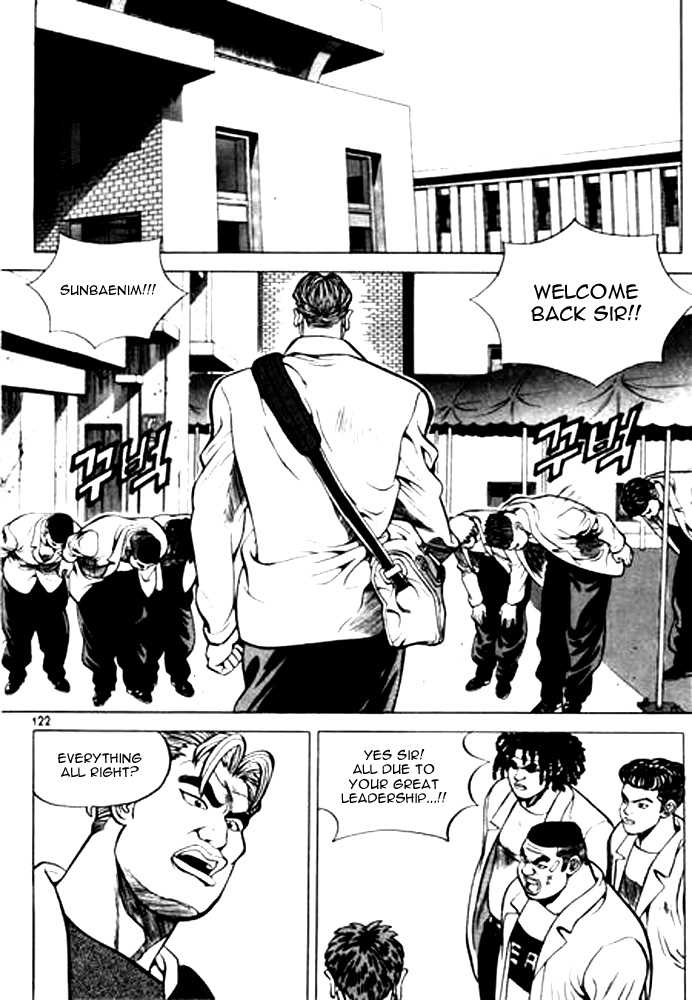 SUNBAENIM!!!
WELCOME
BACK SIR!!
꾸벅
꾸벅
122
EVERYTHING
ALL RIGHT?
YES SIR!
ALL DUE TO
YOUR GREAT
LEADERSHIP...!!